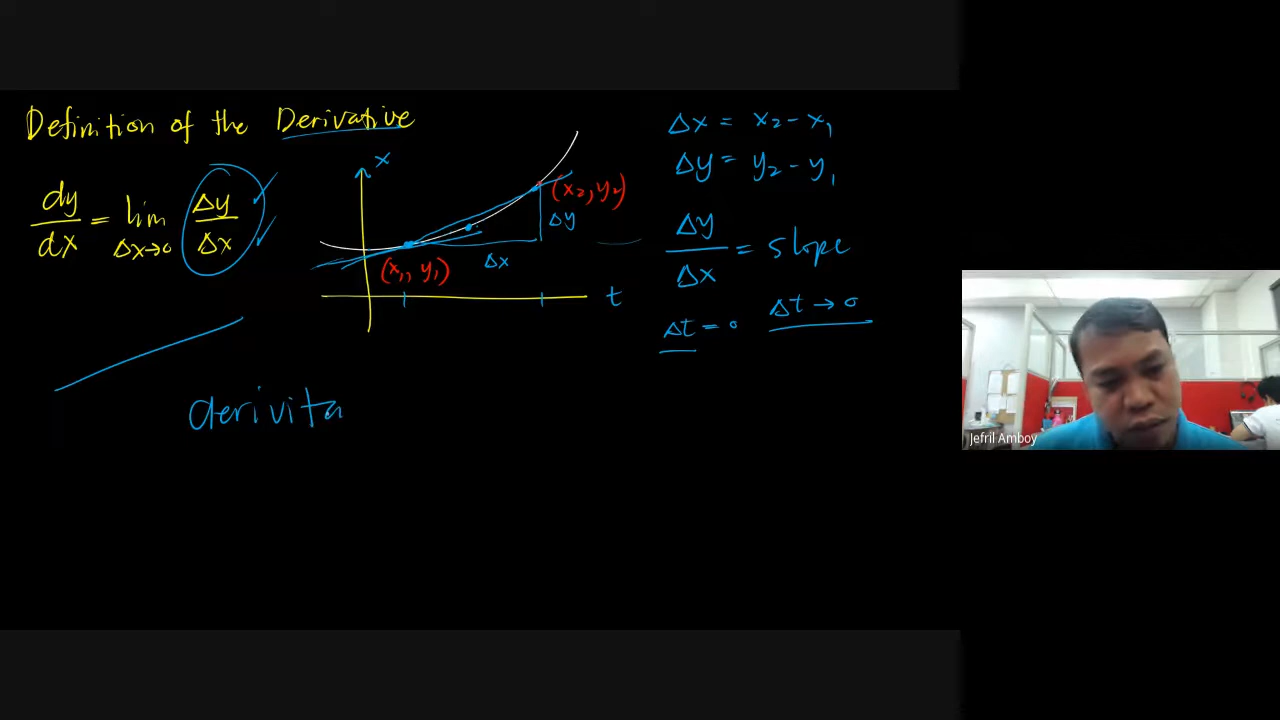 Definition of the Derivative
dy/dx = lim Δx→0 Δy/Δx
x
(x2, y2)
Δy
Δx
(x1, y1)
t
Δx = x2 - x1
Δy = y2 - y1
Δy/Δx = slope
Δt = 0 Δt → 0
derivita
Jefril Amboy